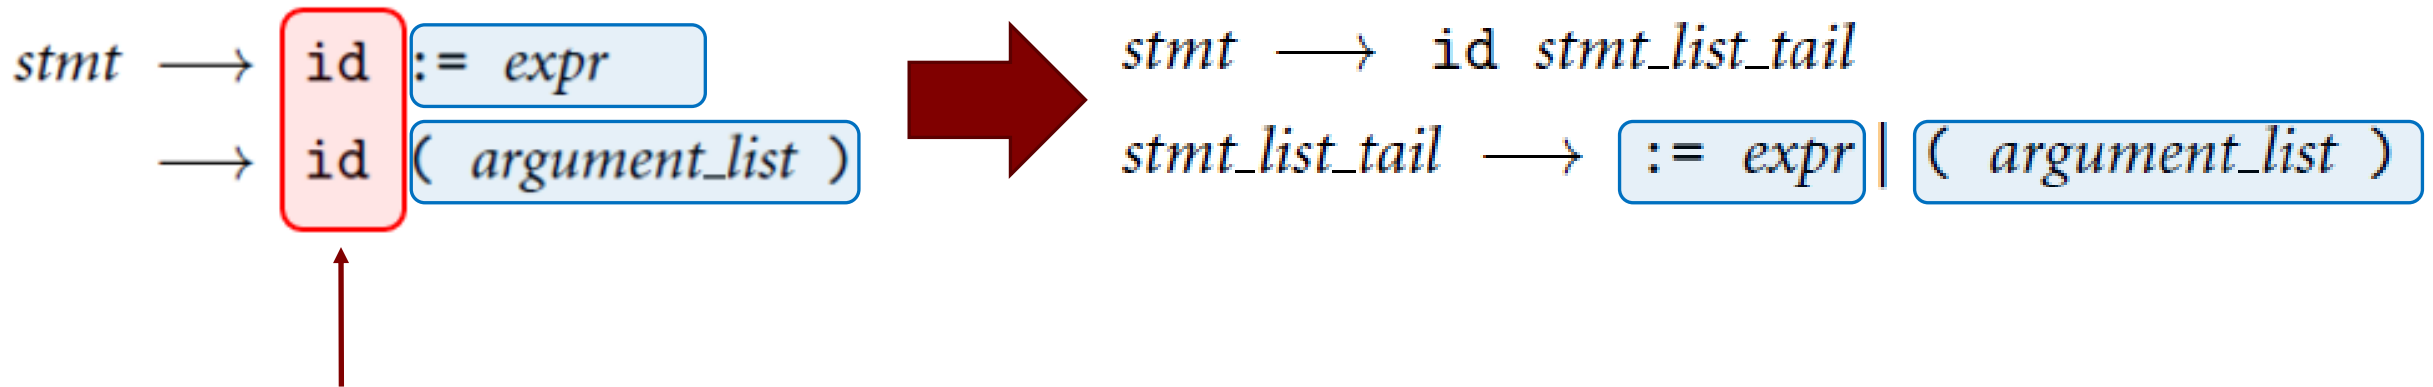 stmt ⟶ id := expr
⟶ id ( argument_list )
stmt ⟶ id stmt_list_tail
stmt_list_tail ⟶ := expr | ( argument_list )